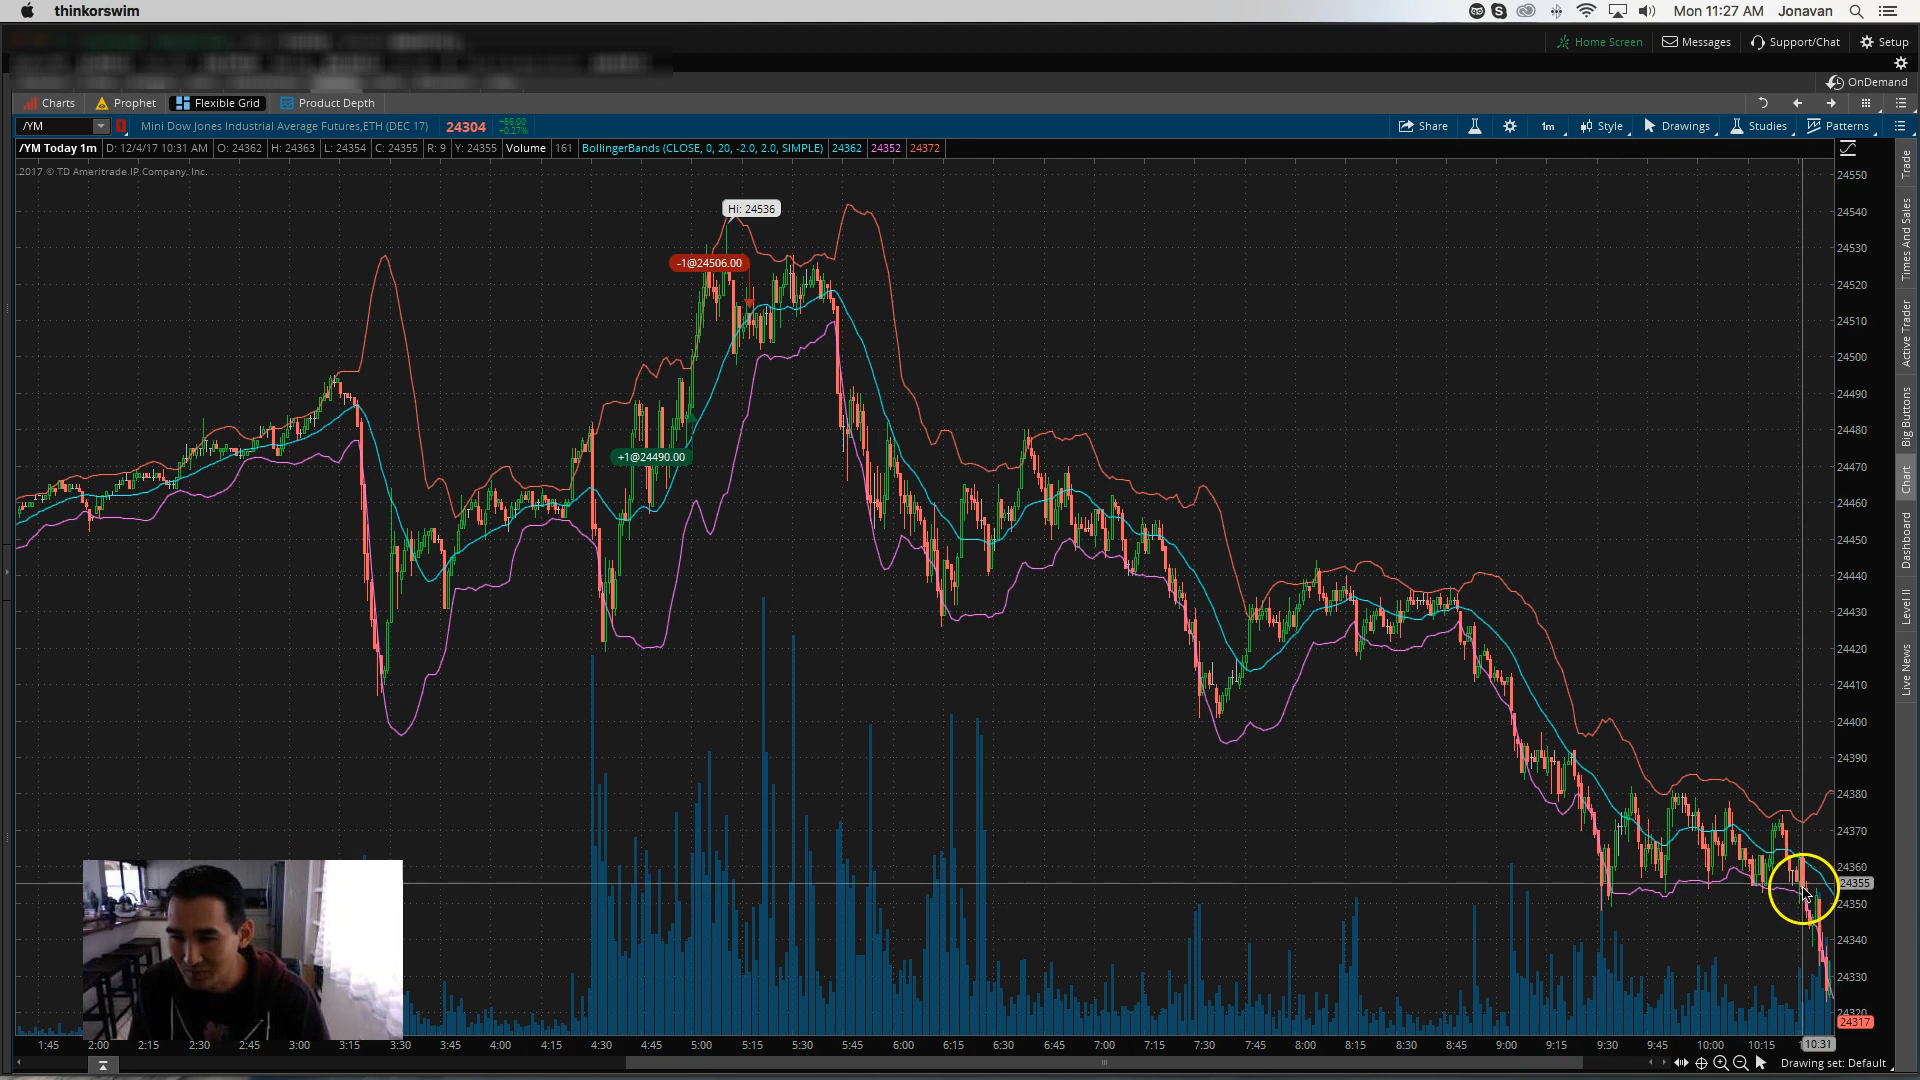 thinkorswim Mon 11:27 AM Jonavan
Home Screen Messages Support/Chat Setup
OnDemand
Charts Prophet Flexible Grid Product Depth
/YM Mini Dow Jones Industrial Average Futures,ETH (DEC 17) 24304 +66.00 +0.27% Share 1m Style Drawings Studies Patterns
/YM Today 1m D: 12/4/17 10:31 AM O: 24362 H: 24363 L: 24354 C: 24355 R: 9 Y: 24355 Volume 161 BollingerBands (CLOSE, 0, 20, -2.0, 2.0, SIMPLE) 24362 24352 24372
2017 © TD Ameritrade IP Company, Inc.
Hi: 24536
-1@24506.00
+1@24490.00
24550
24540
24530
24520
24510
24500
24490
24480
24470
24460
24450
24440
24430
24420
24410
24400
24390
24380
24370
24360
24355
24350
24340
24330
24320
24317
Trade
Times And Sales
Active Trader
Big Buttons
Chart
Dashboard
Level II
Live News
1:45 2:00 2:15 2:30 2:45 3:00 3:15 3:30 3:45 4:00 4:15 4:30 4:45 5:00 5:15 5:30 5:45 6:00 6:15 6:30 6:45 7:00 7:15 7:30 7:45 8:00 8:15 8:30 8:45 9:00 9:15 9:30 9:45 10:00 10:15 10:31
Drawing set: Default